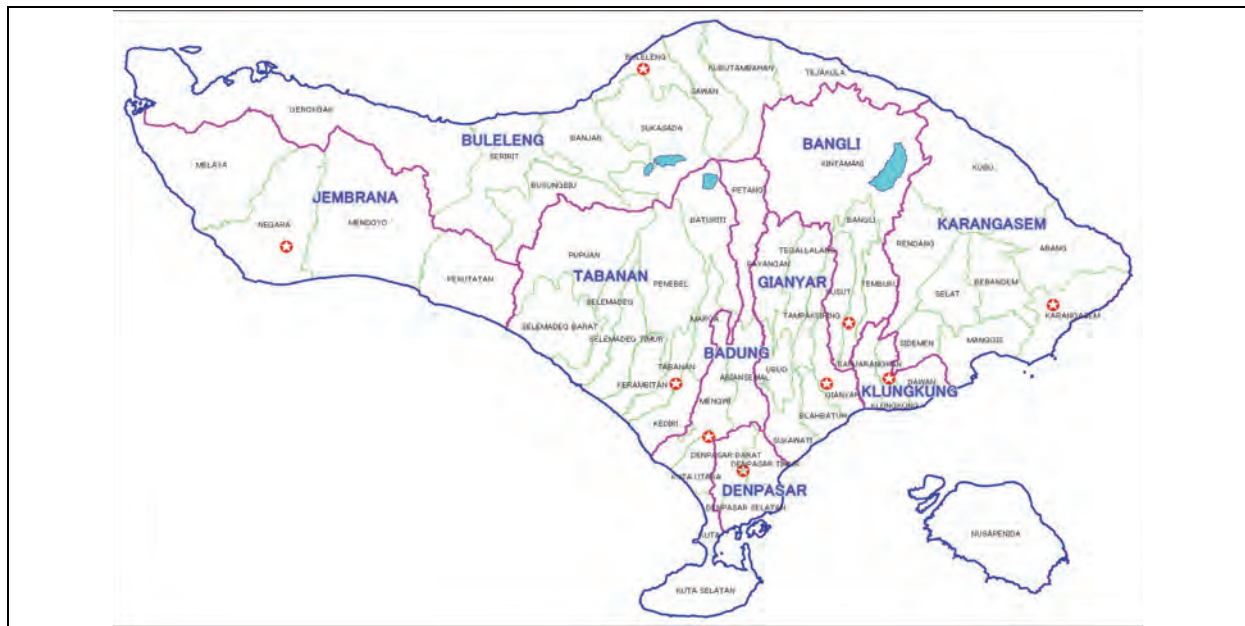 BULELENG
KUBUTAMBAHAN
TEJAKULA
SAWAN
GEROKGAK
SUKASADA
BANJAR
BULELENG
SERIRIT
BANGLI
KINTAMANI
MELAYA
KUBU
BUSUNGBIU
PETANG
JEMBRANA
NEGARA
MENDOYO
BATURITI
BANGLI
KARANGASEM
RENDANG
ABANG
PUPUAN
TEGALLALANG
PAYANGAN
TABANAN
PENEBEL
GIANYAR
PEKUTATAN
SUSUT
TEMBUKU
BEBANDEM
SELAT
SELEMADEG
MARGA
TAMPAKSIRING
KARANGASEM
SELEMADEG BARAT
SELEMADEG TIMUR
SIDEMEN
MANGGIS
BADUNG
TABANAN
UBUD
BANJARANGKAN
ABIANSEMAL
KERAMBITAN
DAWAN
GIANYAR
KLUNGKUNG
MENGWI
KLUNGKUNG
BLAHBATUH
KEDIRI
SUKAWATI
DENPASAR BARAT
DENPASAR TIMUR
KUTA UTARA
DENPASAR
DENPASAR SELATAN
KUTA
NUSAPENIDA
KUTA SELATAN